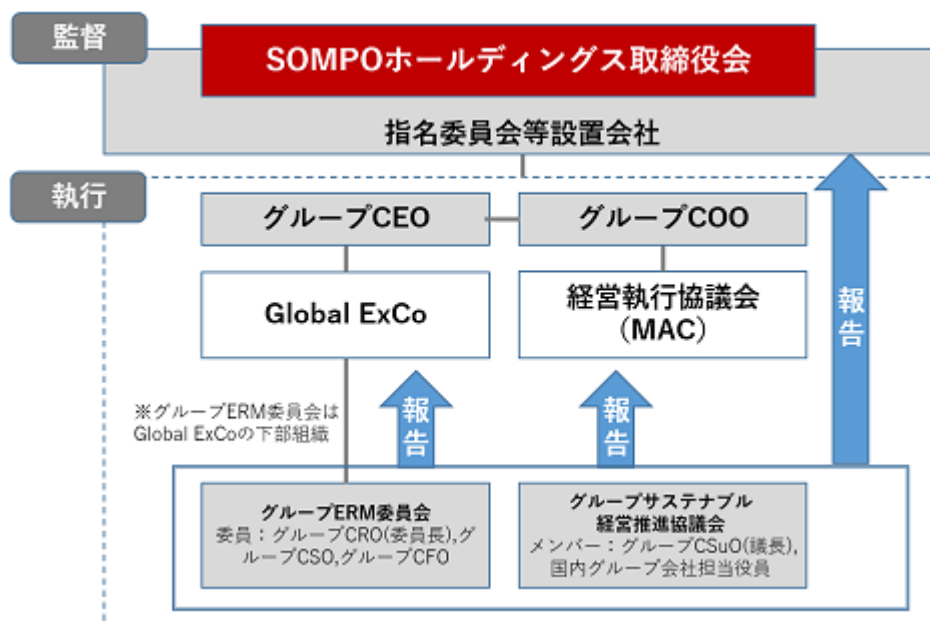 監督
SOMPOホールディングス取締役会
指名委員会等設置会社
執行
グループCEO
グループCOO
Global ExCo
経営執行協議会
（MAC）
報告
※グループERM委員会は
Global ExCoの下部組織
報告
報告
グループERM委員会
委員：グループCRO(委員長),グ
ループCSO,グループCFO
グループサステナブル
経営推進協議会
メンバー：グループCSuO(議長),
国内グループ会社担当役員